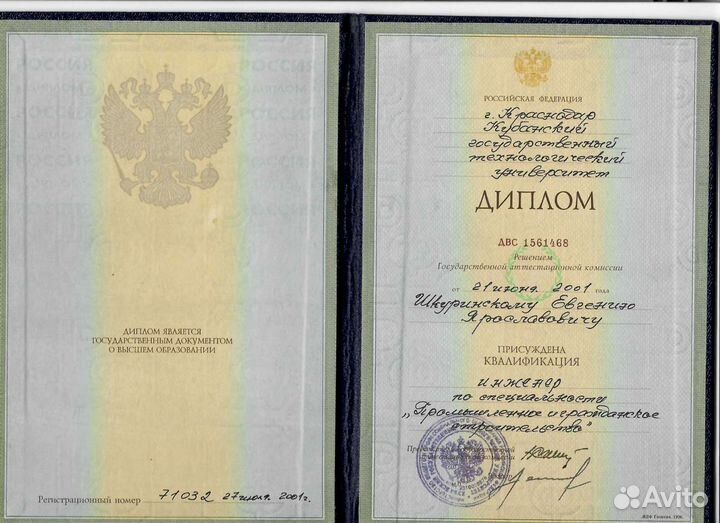 ДИПЛОМ ЯВЛЯЕТСЯ
ГОСУДАРСТВЕННЫМ ДОКУМЕНТОМ
О ВЫСШЕМ ОБРАЗОВАНИИ
Регистрационный номер 71032 27 июля 2001г.
РОССИЙСКАЯ ФЕДЕРАЦИЯ
г. Краснодар
Кубанский
государственный
технологический
университет
ДИПЛОМ
ДВС 1561468
Решением
Государственной аттестационной комиссии
от 21 июня 2001 года
Шкуринскому Евгению
Ярославовичу
ПРИСУЖДЕНА
КВАЛИФИКАЦИЯ
инженер
по специальности
„Промышленное и гражданское
строительство"
Avito